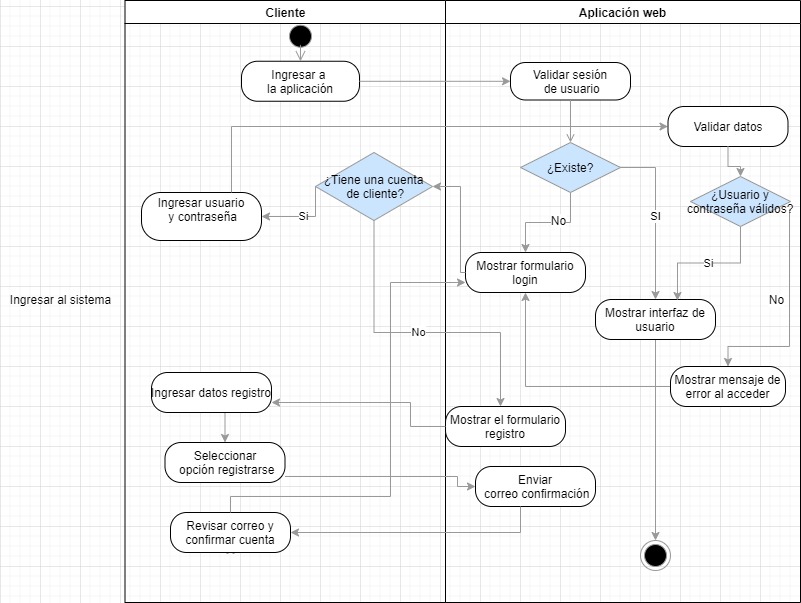 Cliente
Aplicación web
Ingresar a
la aplicación
Validar sesión
de usuario
Validar datos
¿Existe?
¿Tiene una cuenta
de cliente?
¿Usuario y
contraseña válidos?
Ingresar usuario
y contraseña
Si
No
SI
Mostrar formulario
login
Si
Ingresar al sistema
No
Mostrar interfaz de
usuario
No
Mostrar mensaje de
error al acceder
Ingresar datos registro
Mostrar el formulario
registro
Seleccionar
opción registrarse
Enviar
correo confirmación
Revisar correo y
confirmar cuenta